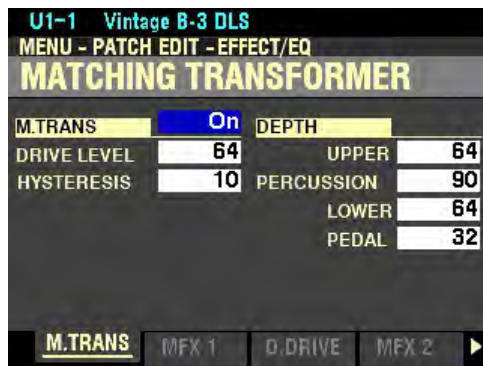 U1-1 Vintage B-3 DLS
MENU - PATCH EDIT - EFFECT/EQ
MATCHING TRANSFORMER
M.TRANS On
DRIVE LEVEL 64
HYSTERESIS 10
DEPTH
UPPER 64
PERCUSSION 90
LOWER 64
PEDAL 32
M.TRANS MFX 1 O.DRIVE MFX 2